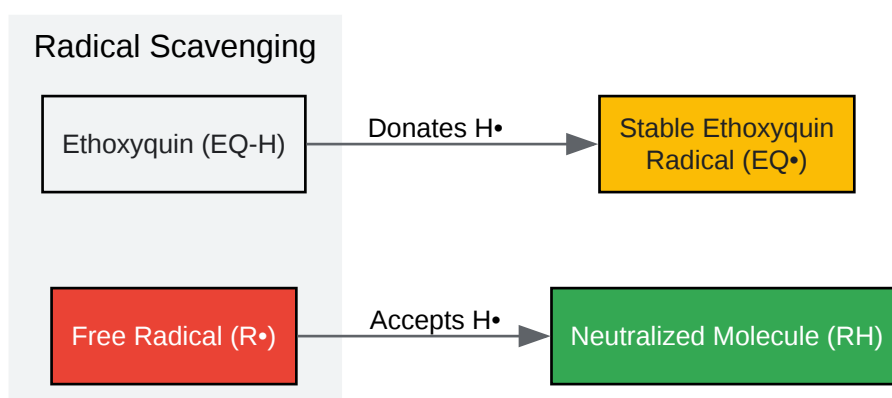 Radical Scavenging
Ethoxyquin (EQ-H)
Donates H•
Stable Ethoxyquin
Radical (EQ•)
Free Radical (R•)
Accepts H•
Neutralized Molecule (RH)